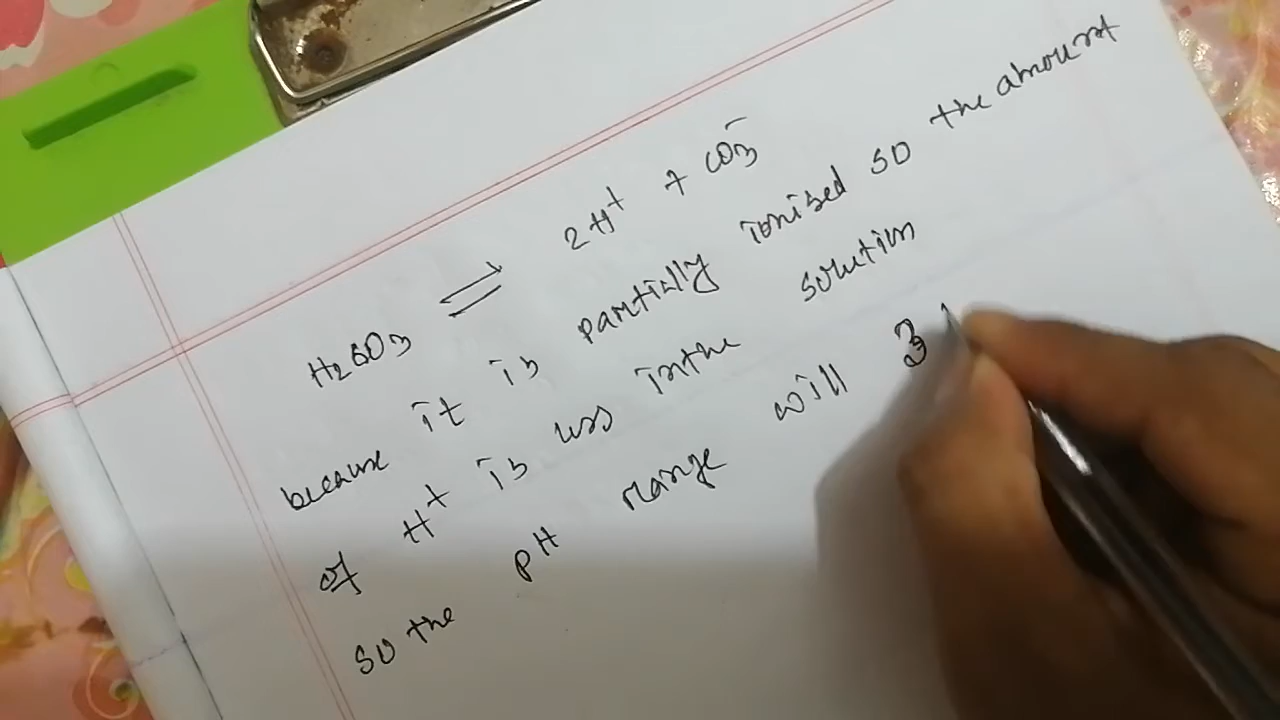 H2CO3 ⇌ 2H+ + CO3-
because it is partially ionised so the amount
of H+ is less in the solution
so the pH range will 3